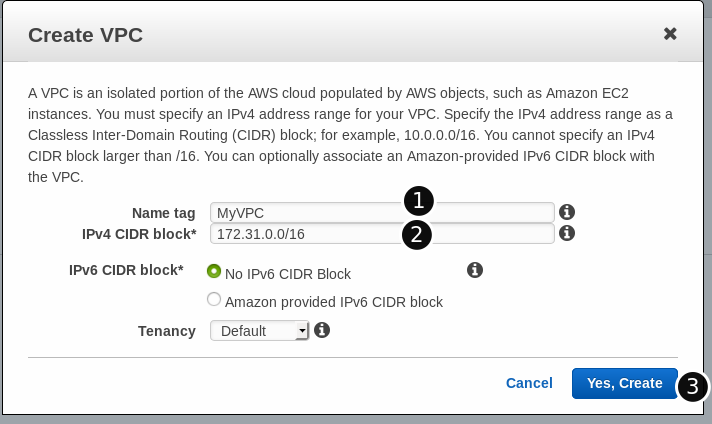 Create VPC
A VPC is an isolated portion of the AWS cloud populated by AWS objects, such as Amazon EC2
instances. You must specify an IPv4 address range for your VPC. Specify the IPv4 address range as a
Classless Inter-Domain Routing (CIDR) block; for example, 10.0.0.0/16. You cannot specify an IPv4
CIDR block larger than /16. You can optionally associate an Amazon-provided IPv6 CIDR block with
the VPC.
Name tag MyVPC 1
IPv4 CIDR block* 172.31.0.0/16 2
IPv6 CIDR block* No IPv6 CIDR Block
Amazon provided IPv6 CIDR block
Tenancy Default
Cancel Yes, Create 3